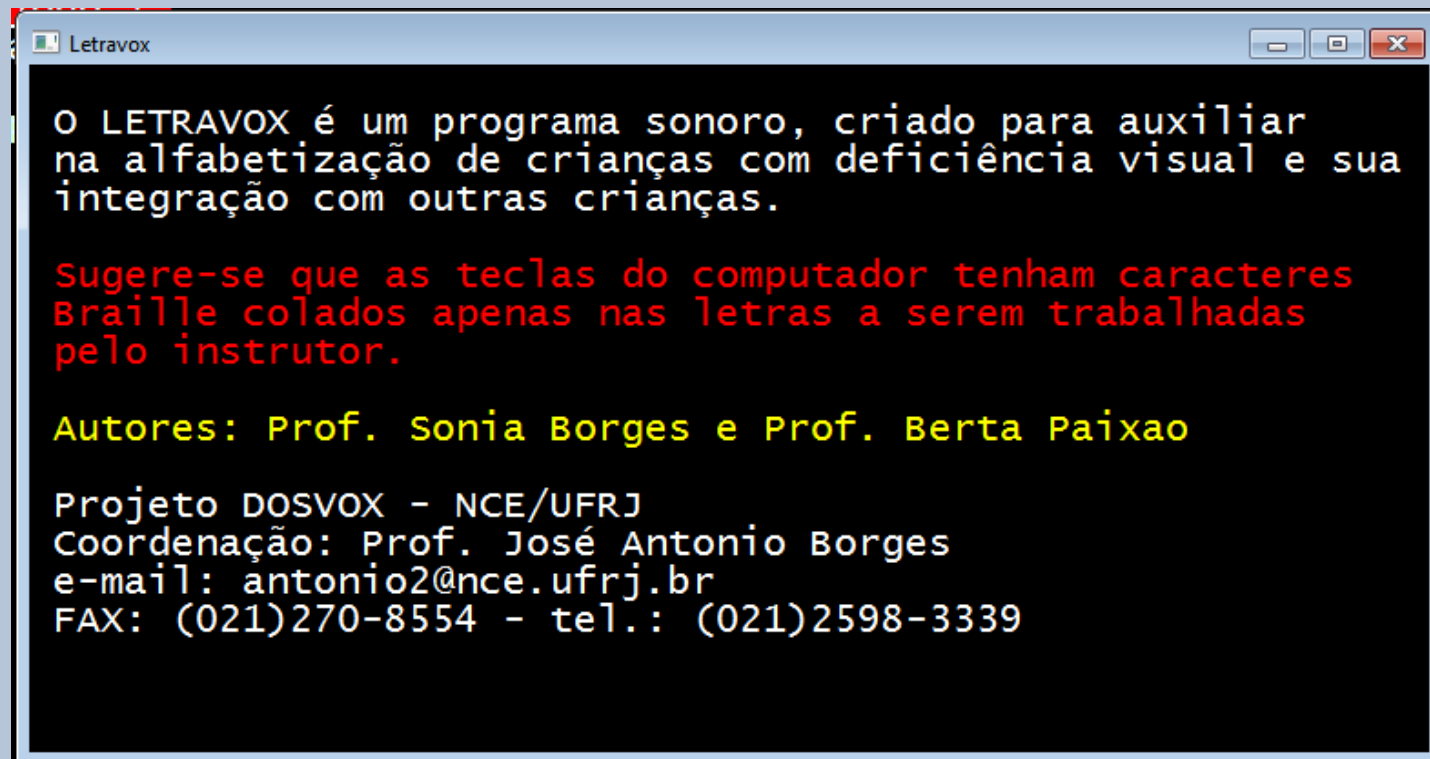 Letravox
O LETRAVOX é um programa sonoro, criado para auxiliar
na alfabetização de crianças com deficiência visual e sua
integração com outras crianças.
Sugere-se que as teclas do computador tenham caracteres
Braille colados apenas nas letras a serem trabalhadas
pelo instrutor.
Autores: Prof. Sonia Borges e Prof. Berta Paixao
Projeto DOSVOX - NCE/UFRJ
Coordenação: Prof. José Antonio Borges
e-mail: antonio2@nce.ufrj.br
FAX: (021)270-8554 - tel.: (021)2598-3339